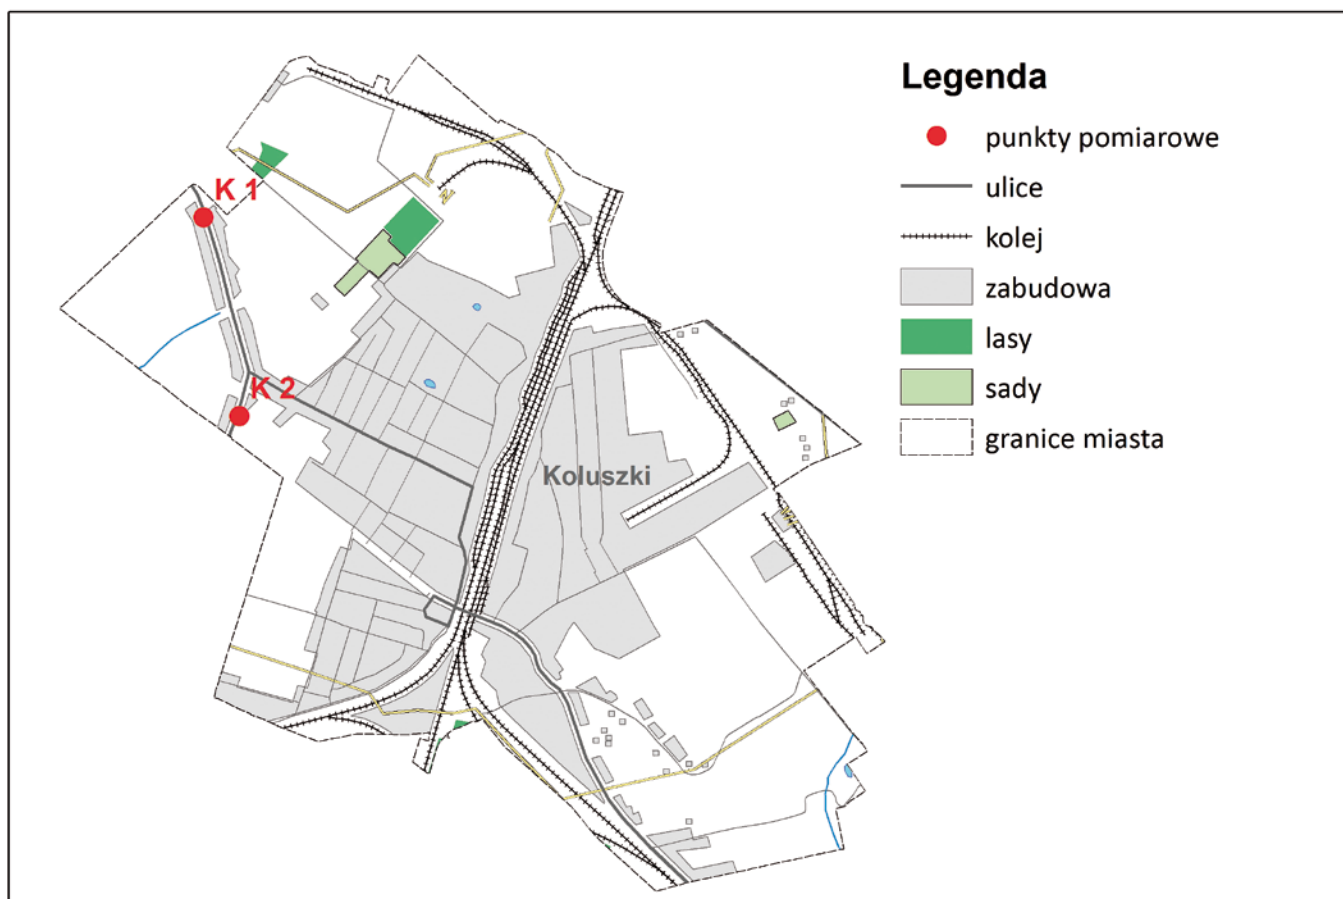 Legenda
punkty pomiarowe
ulice
kolej
zabudowa
lasy
sady
granice miasta
K 1
K 2
Koluszki